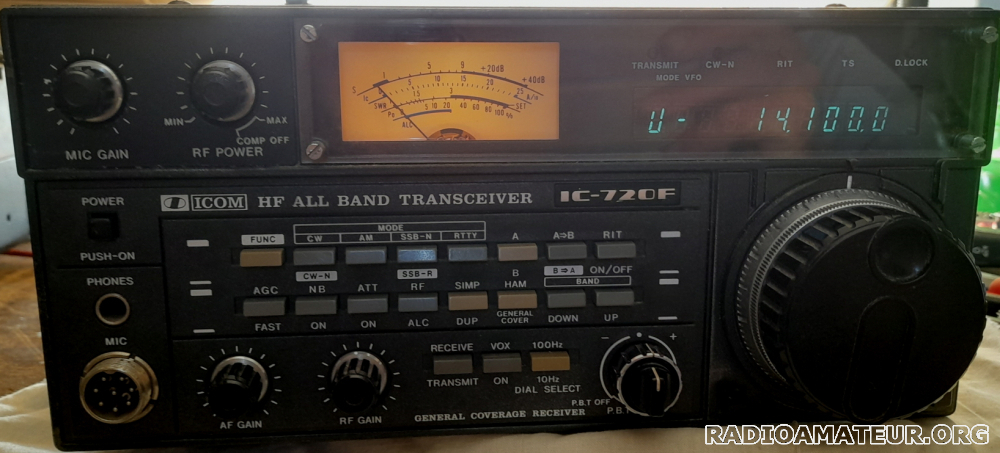 TRANSMIT CW-N RIT TS D.LOCK
MODE VFO
U - 14.100.0
1 5 9 +20dB +40dB
S
SWR
SET
ALC
MIN MAX
COMP OFF
MIC GAIN RF POWER
POWER
PUSH-ON
ICOM HF ALL BAND TRANSCEIVER IC-720F
MODE
FUNC CW AM SSB-N RTTY A A⇒B RIT
CW-N SSB-R B B⇒A ON/OFF
AGC NB ATT RF SIMP HAM BAND
FAST ON ON ALC DUP GENERAL COVER DOWN UP
PHONES
MIC
AF GAIN RF GAIN
RECEIVE VOX 100Hz
TRANSMIT ON 10Hz
DIAL SELECT
− +
P.B.T OFF
P.B.T
GENERAL COVERAGE RECEIVER
RADIOAMATEUR.ORG